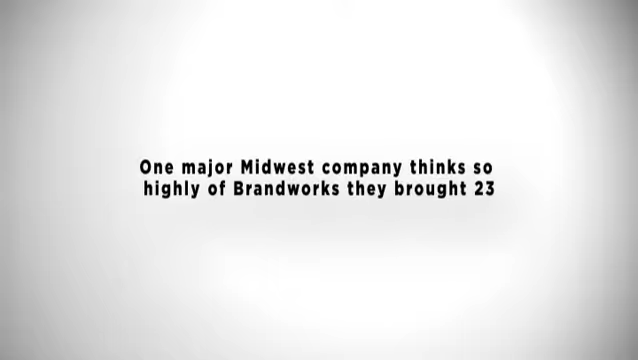 One major Midwest company thinks so
highly of Brandworks they brought 23